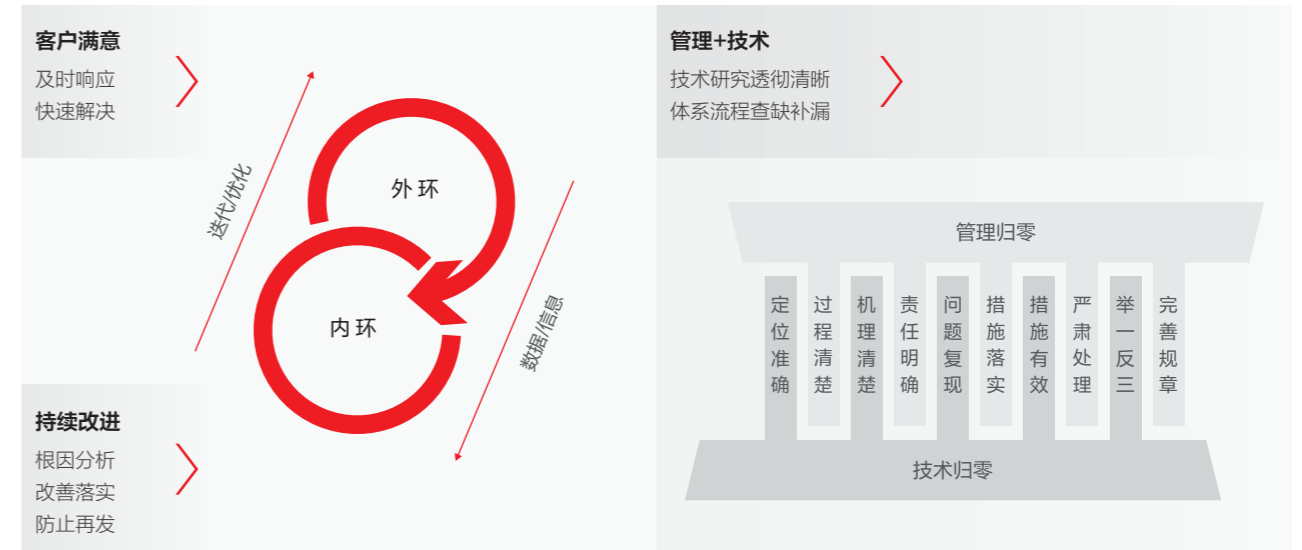 客户满意
及时响应
快速解决
迭代/优化
外环
内环
数据/信息
持续改进
根因分析
改善落实
防止再发
管理+技术
技术研究透彻清晰
体系流程查缺补漏
管理归零
定位准确
过程清楚
机理清楚
责任明确
问题复现
措施落实
措施有效
严肃处理
举一反三
完善规章
技术归零